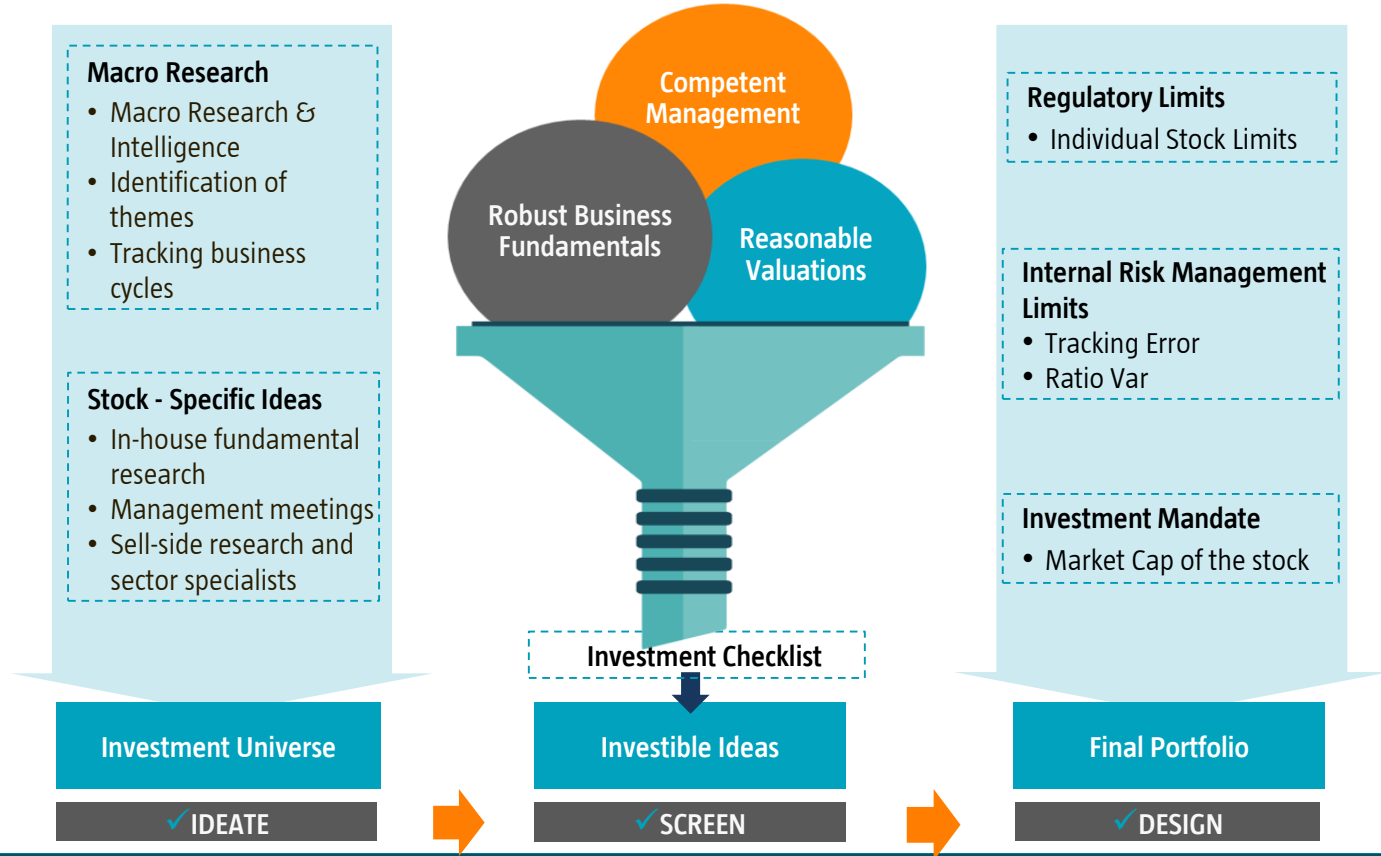 Macro Research
• Macro Research &
Intelligence
• Identification of
themes
• Tracking business
cycles
Stock - Specific Ideas
• In-house fundamental
research
• Management meetings
• Sell-side research and
sector specialists
Investment Universe
✓IDEATE
Competent
Management
Robust Business
Fundamentals
Reasonable
Valuations
Investment Checklist
Investible Ideas
✓SCREEN
Regulatory Limits
• Individual Stock Limits
Internal Risk Management
Limits
• Tracking Error
• Ratio Var
Investment Mandate
• Market Cap of the stock
Final Portfolio
✓DESIGN